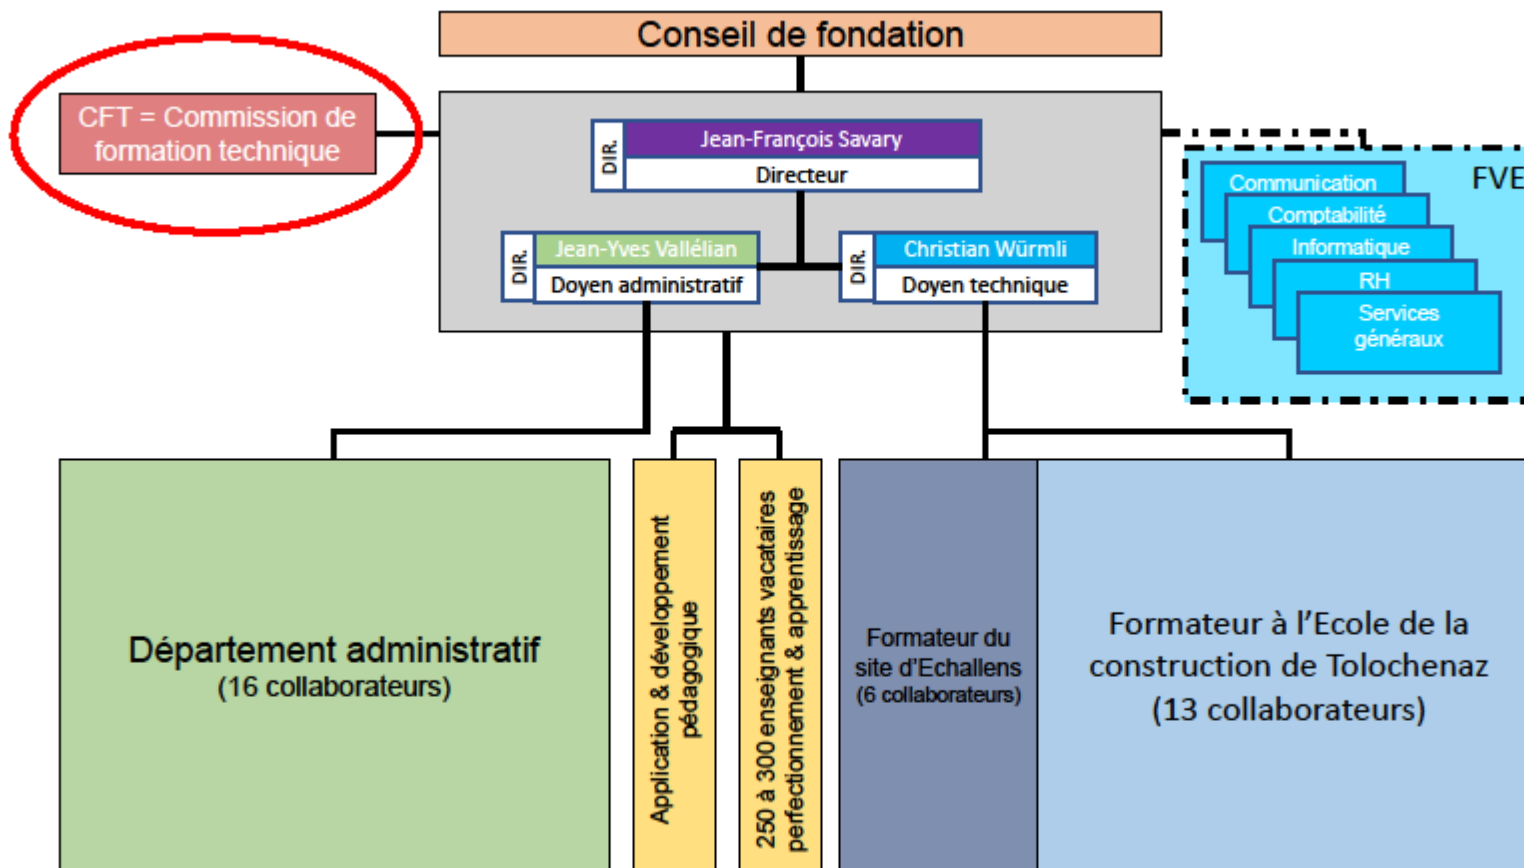 Conseil de fondation
CFT = Commission de
formation technique
DIR.
Jean-François Savary
Directeur
DIR.
Jean-Yves Vallélian
Doyen administratif
DIR.
Christian Würmli
Doyen technique
FVE
Communication
Comptabilité
Informatique
RH
Services
généraux
Département administratif
(16 collaborateurs)
Application & développement
pédagogique
250 à 300 enseignants vacataires
perfectionnement & apprentissage
Formateur du
site d'Echallens
(6 collaborateurs)
Formateur à l'Ecole de la
construction de Tolochenaz
(13 collaborateurs)